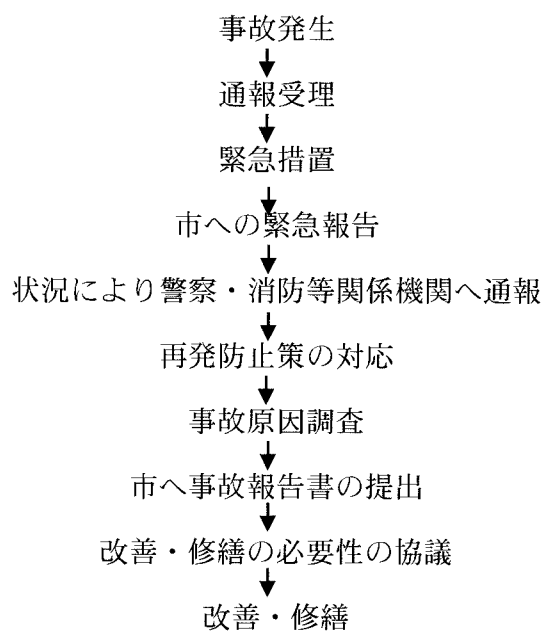 事故発生
通報受理
緊急措置
市への緊急報告
状況により警察・消防等関係機関へ通報
再発防止策の対応
事故原因調査
市へ事故報告書の提出
改善・修繕の必要性の協議
改善・修繕